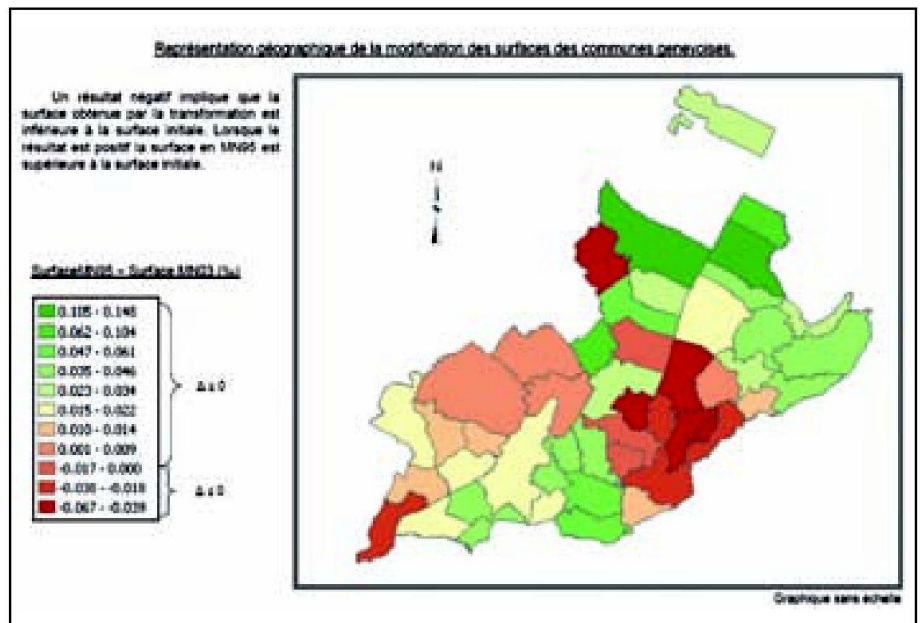 Représentation géographique de la modification des surfaces des communes genevoises.
Un résultat négatif implique que la
surface obtenue par la transformation est
inférieure à la surface initiale. Lorsque le
résultat est positif la surface en MN95 est
supérieure à la surface initiale.
N
SurfaceMN95 - Surface MN03 (‰)
0.105 - 0.148
0.062 - 0.104
0.047 - 0.061
0.035 - 0.046
0.023 - 0.034
0.015 - 0.022
0.010 - 0.014
0.001 - 0.009
-0.017 - 0.000
-0.038 - -0.018
-0.067 - -0.039
Δ ≥ 0
Δ ≤ 0
Graphique sans échelle